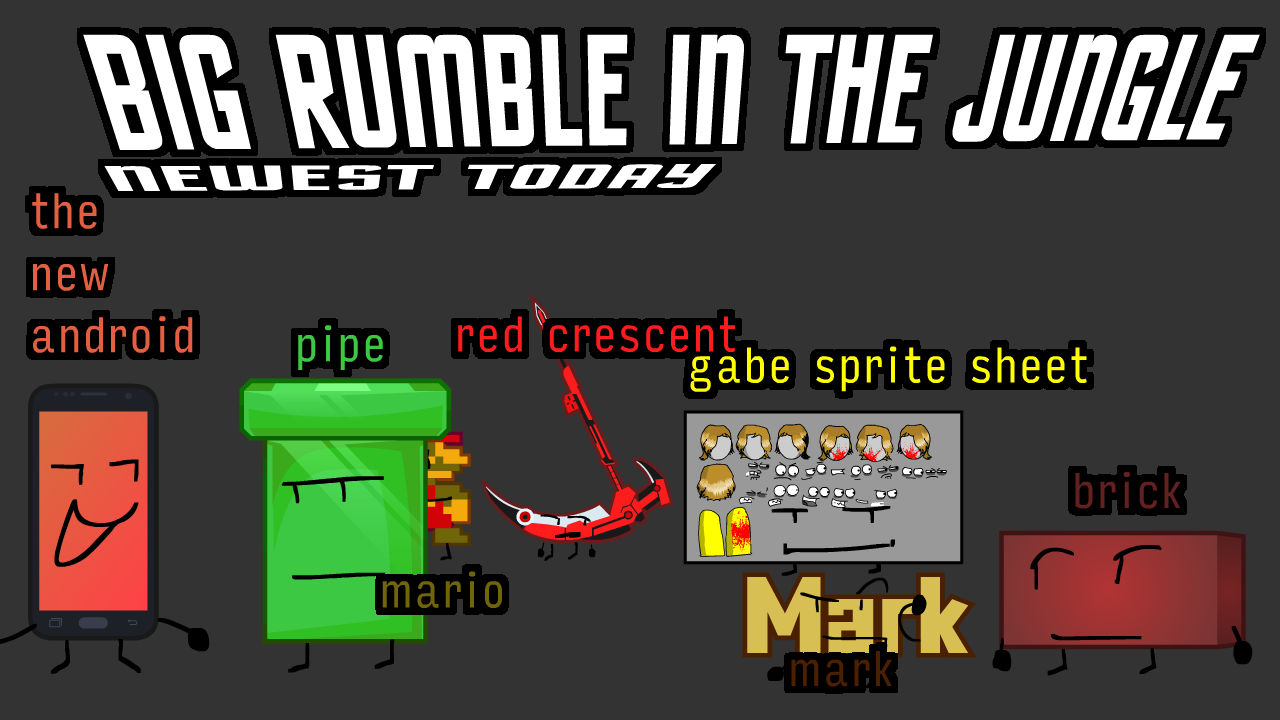 BIG RUMBLE IN THE JUNGLE
NEWEST TODAY
the
new
android
pipe
red crescent
gabe sprite sheet
mario
brick
Mark
mark